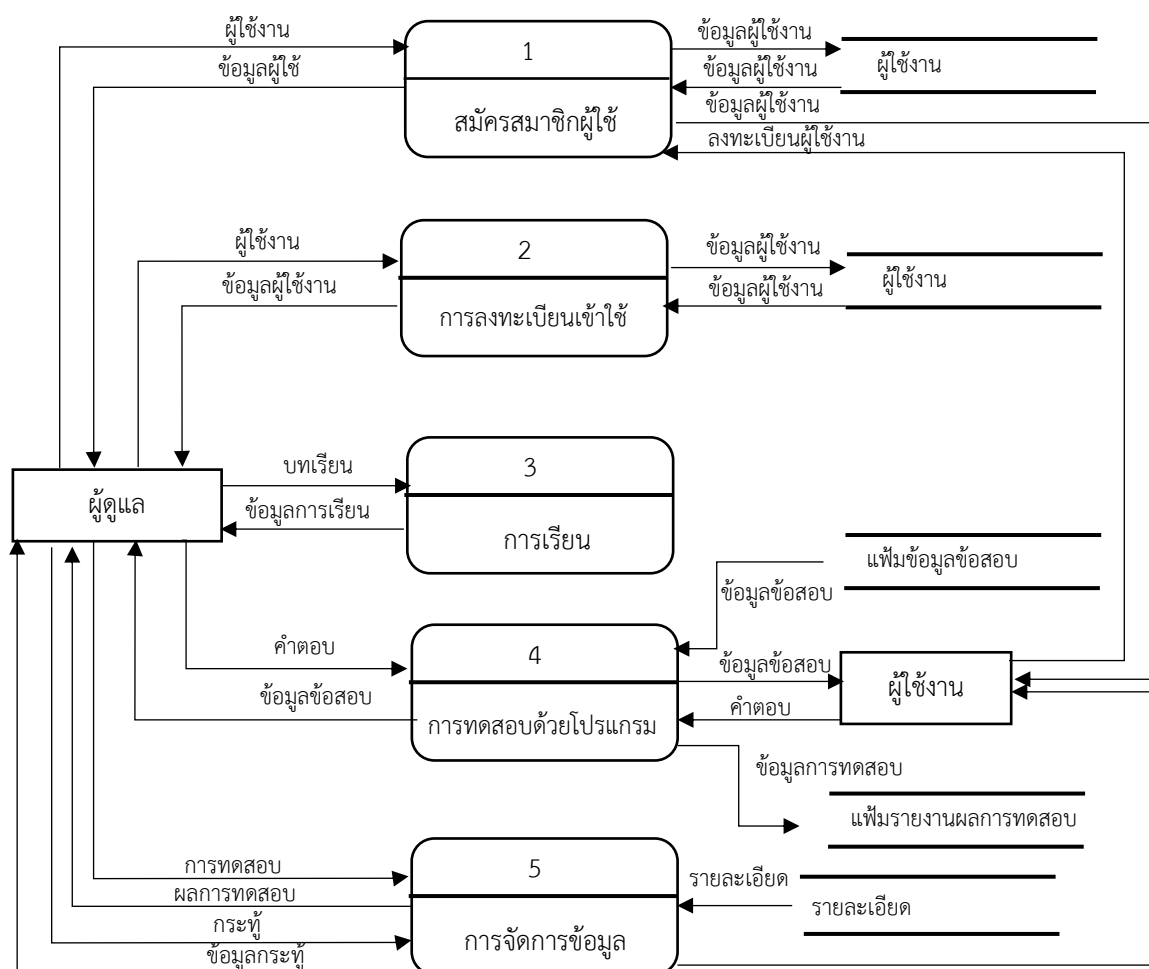 ผู้ใช้งาน
ข้อมูลผู้ใช้
1
สมัครสมาชิกผู้ใช้
ข้อมูลผู้ใช้งาน
ข้อมูลผู้ใช้งาน
ข้อมูลผู้ใช้งาน
ลงทะเบียนผู้ใช้งาน
ผู้ใช้งาน
ผู้ใช้งาน
ข้อมูลผู้ใช้งาน
2
การลงทะเบียนเข้าใช้
ข้อมูลผู้ใช้งาน
ข้อมูลผู้ใช้งาน
ผู้ใช้งาน
ผู้ดูแล
บทเรียน
ข้อมูลการเรียน
3
การเรียน
แฟ้มข้อมูลข้อสอบ
ข้อมูลข้อสอบ
คำตอบ
ข้อมูลข้อสอบ
4
การทดสอบด้วยโปรแกรม
ข้อมูลข้อสอบ
คำตอบ
ผู้ใช้งาน
ข้อมูลการทดสอบ
แฟ้มรายงานผลการทดสอบ
การทดสอบ
ผลการทดสอบ
กระทู้
ข้อมูลกระทู้
5
การจัดการข้อมูล
รายละเอียด
รายละเอียด